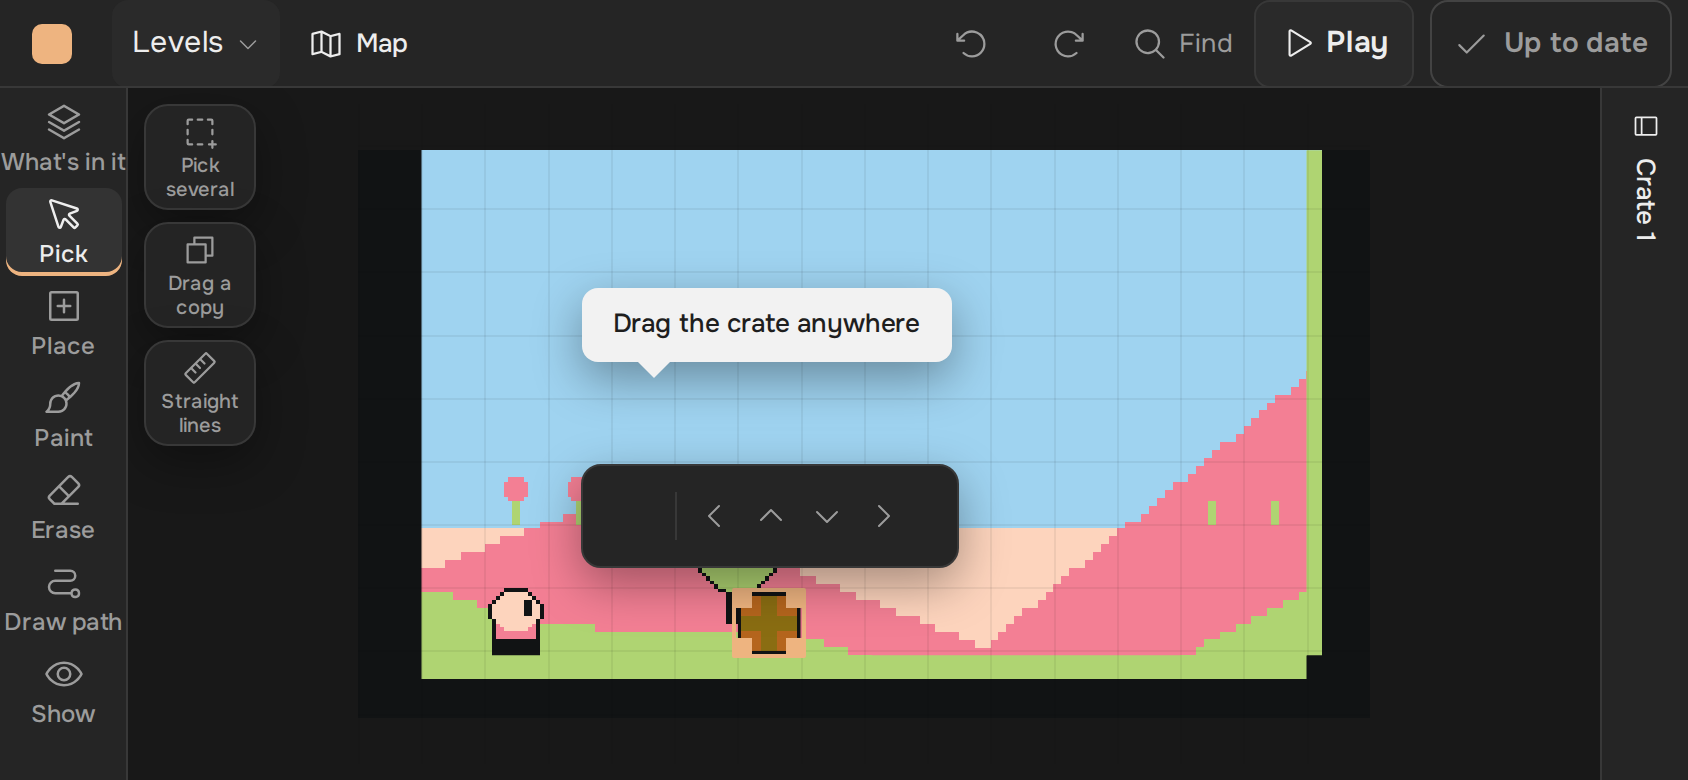 Levels
Map
Find
Play
Up to date
What's in it
Pick
Place
Paint
Erase
Draw path
Show
Pick
several
Drag a
copy
Straight
lines
Drag the crate anywhere
Crate 1